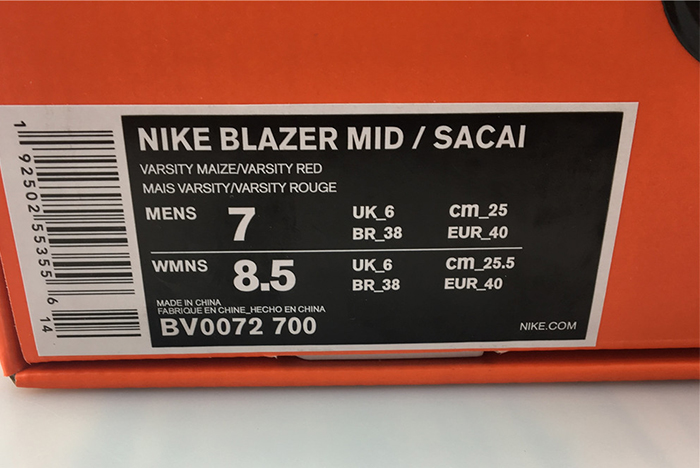 NIKE BLAZER MID / SACAI
VARSITY MAIZE/VARSITY RED
MAIS VARSITY/VARSITY ROUGE
MENS 7 UK_6 cm_25
BR_38 EUR_40
WMNS 8.5 UK_6 cm_25.5
BR_38 EUR_40
MADE IN CHINA
FABRIQUE EN CHINE_HECHO EN CHINA
BV0072 700
NIKE.COM
1 92502 55355 6 14